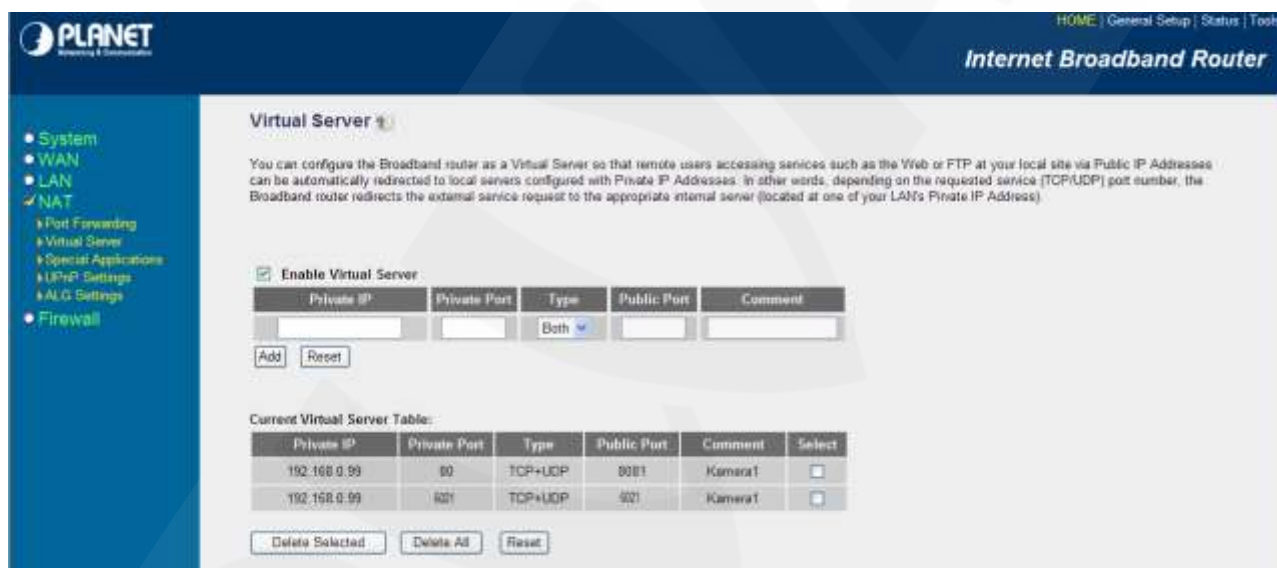 PLANET
Networking & Communication
HOME | General Setup | Status | Tools
Internet Broadband Router
System
WAN
LAN
NAT
Port Forwarding
Virtual Server
Special Applications
UPnP Settings
ALG Settings
Firewall
Virtual Server
You can configure the Broadband router as a Virtual Server so that remote users accessing services such as the Web or FTP at your local site via Public IP Addresses
can be automatically redirected to local servers configured with Private IP Addresses. In other words, depending on the requested service (TCP/UDP) port number, the
Broadband router redirects the external service request to the appropriate internal server (located at one of your LAN's Private IP Address).
Enable Virtual Server
Private IP Private Port Type Public Port Comment
Both
Add Reset
Current Virtual Server Table:
Private IP Private Port Type Public Port Comment Select
192.168.0.99 80 TCP+UDP 8081 Kamera1
192.168.0.99 6021 TCP+UDP 6021 Kamera1
Delete Selected Delete All Reset